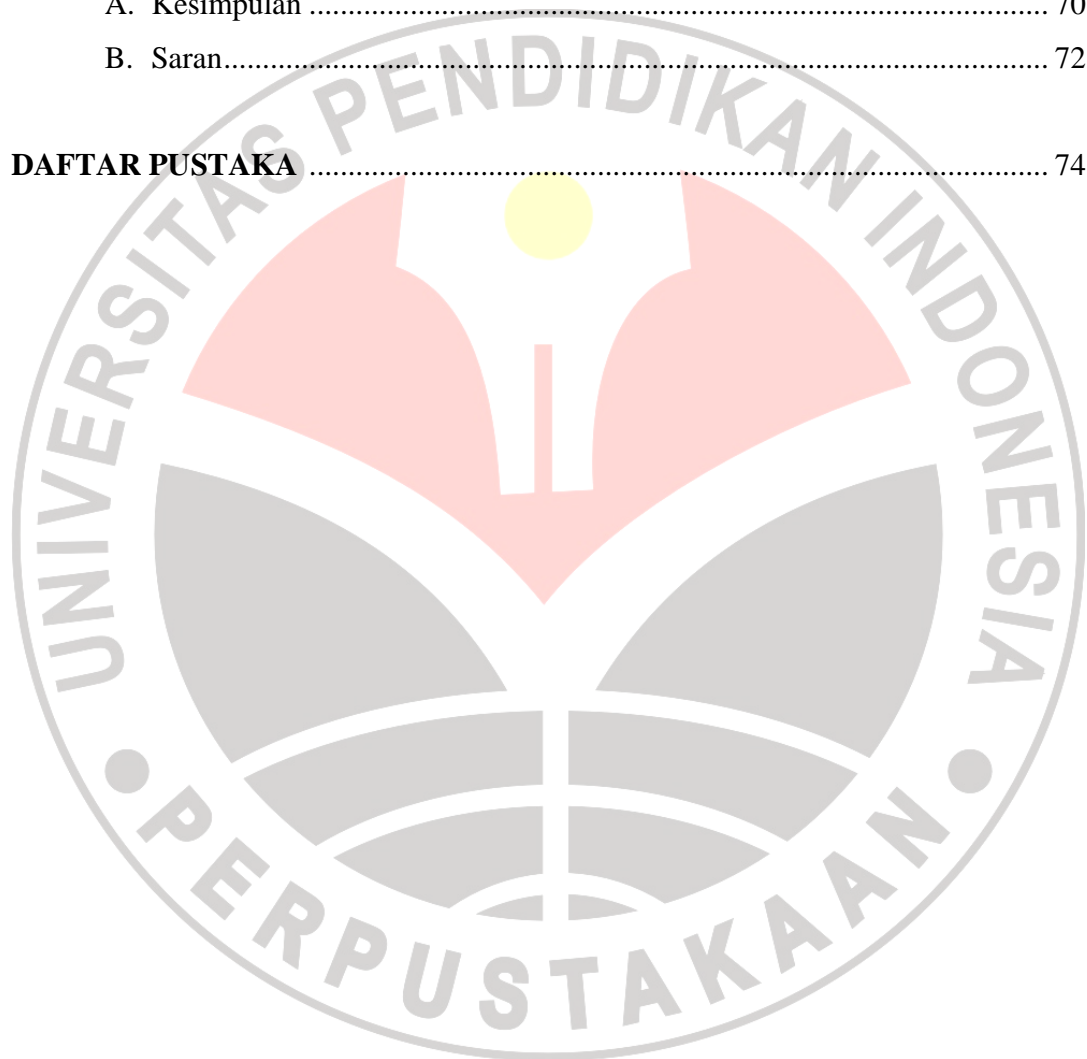 A. Kesimpulan ........................................................................................... 70
B. Saran...................................................................................................... 72
DAFTAR PUSTAKA ........................................................................................... 74
UNIVERSITAS PENDIDIKAN INDONESIA
PERPUSTAKAAN